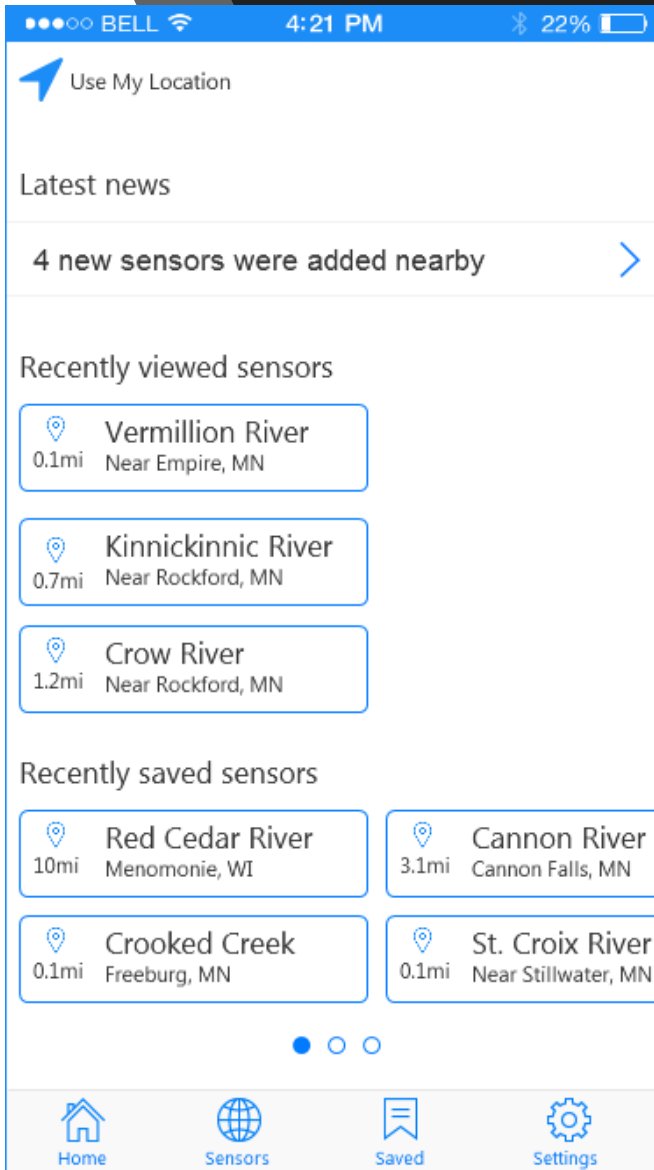 BELL 4:21 PM 22%
Use My Location
Latest news
4 new sensors were added nearby
Recently viewed sensors
Vermillion River
0.1mi Near Empire, MN
Kinnickinnic River
0.7mi Near Rockford, MN
Crow River
1.2mi Near Rockford, MN
Recently saved sensors
Red Cedar River
10mi Menomonie, WI
Cannon River
3.1mi Cannon Falls, MN
Crooked Creek
0.1mi Freeburg, MN
St. Croix River
0.1mi Near Stillwater, MN
Home Sensors Saved Settings